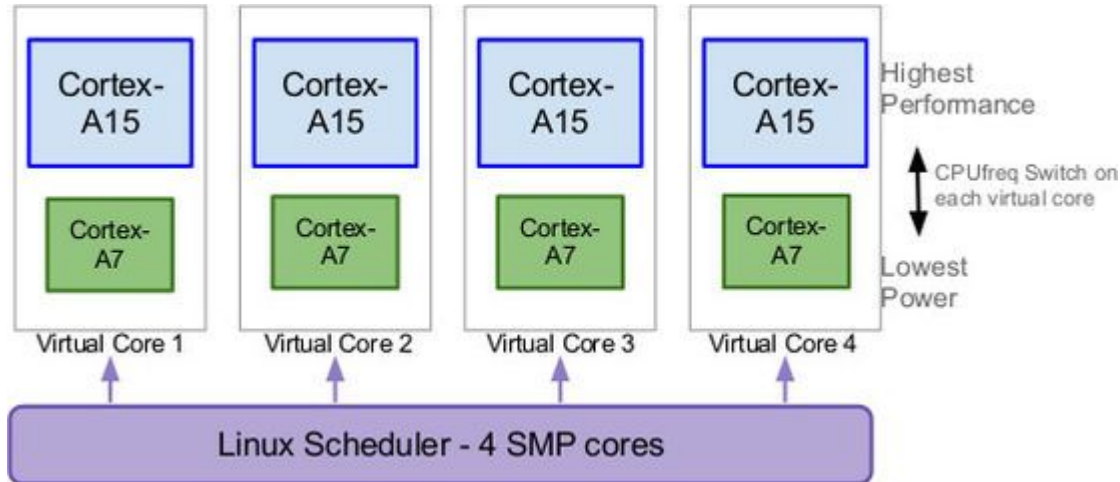 Cortex-
A15
Cortex-
A15
Cortex-
A15
Cortex-
A15
Highest
Performance
CPUfreq Switch on
each virtual core
Cortex-
A7
Cortex-
A7
Cortex-
A7
Cortex-
A7
Lowest
Power
Virtual Core 1
Virtual Core 2
Virtual Core 3
Virtual Core 4
Linux Scheduler - 4 SMP cores